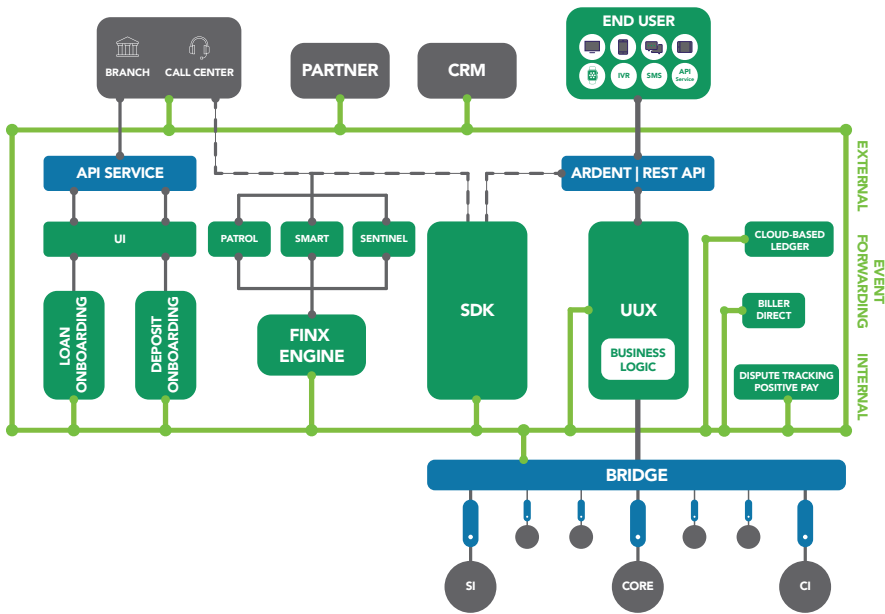 END USER
BRANCH
CALL CENTER
PARTNER
CRM
IVR
SMS
API
Service
API SERVICE
ARDENT | REST API
EXTERNAL
EVENT
FORWARDING
INTERNAL
UI
PATROL
SMART
SENTINEL
CLOUD-BASED
LEDGER
SDK
UUX
BILLER
DIRECT
LOAN
ONBOARDING
DEPOSIT
ONBOARDING
FINX
ENGINE
BUSINESS
LOGIC
DISPUTE TRACKING
POSITIVE PAY
BRIDGE
SI
CORE
CI